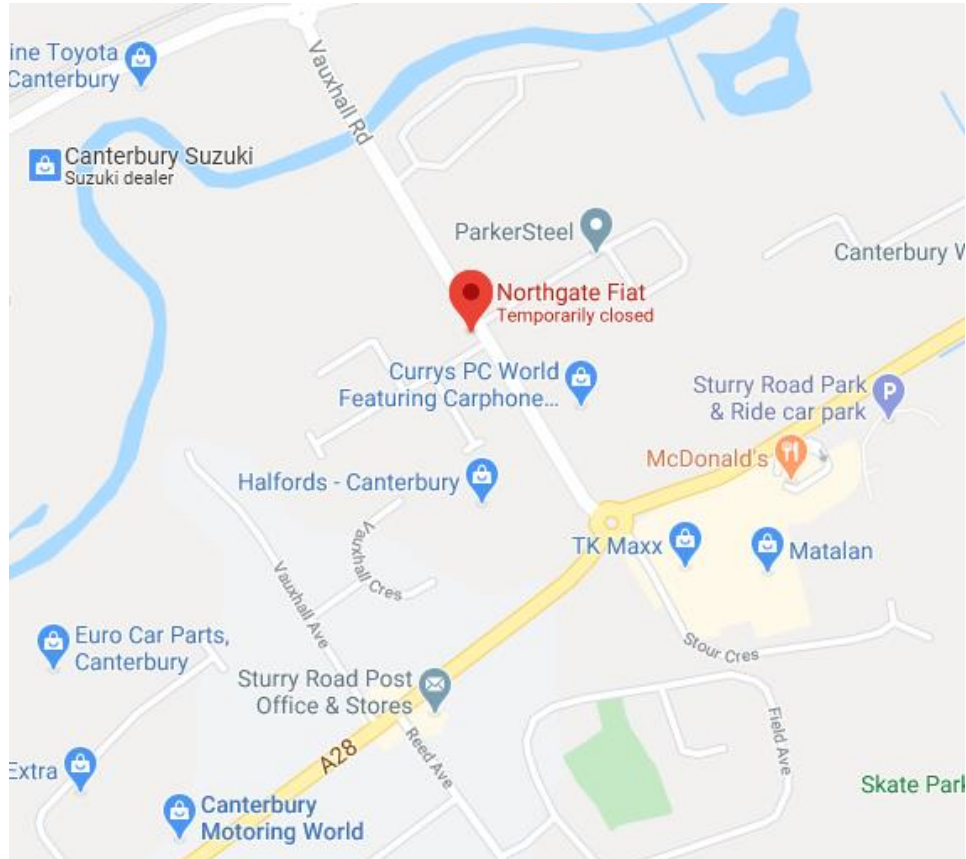 ine Toyota
Canterbury
Vauxhall Rd
Canterbury Suzuki
Suzuki dealer
ParkerSteel
Canterbury W
Northgate Fiat
Temporarily closed
Currys PC World
Featuring Carphone...
Sturry Road Park
& Ride car park
P
McDonald's
Halfords - Canterbury
Vauxhall Cres
TK Maxx
Matalan
Vauxhall Ave
Euro Car Parts,
Canterbury
Stour Cres
Sturry Road Post
Office & Stores
A28
Reed Ave
Field Ave
Extra
Skate Park
Canterbury
Motoring World